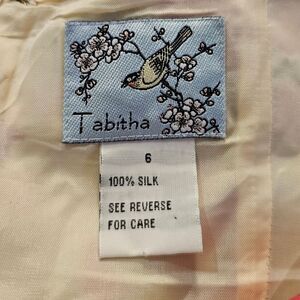 Tabitha
6
100% SILK
SEE REVERSE
FOR CARE